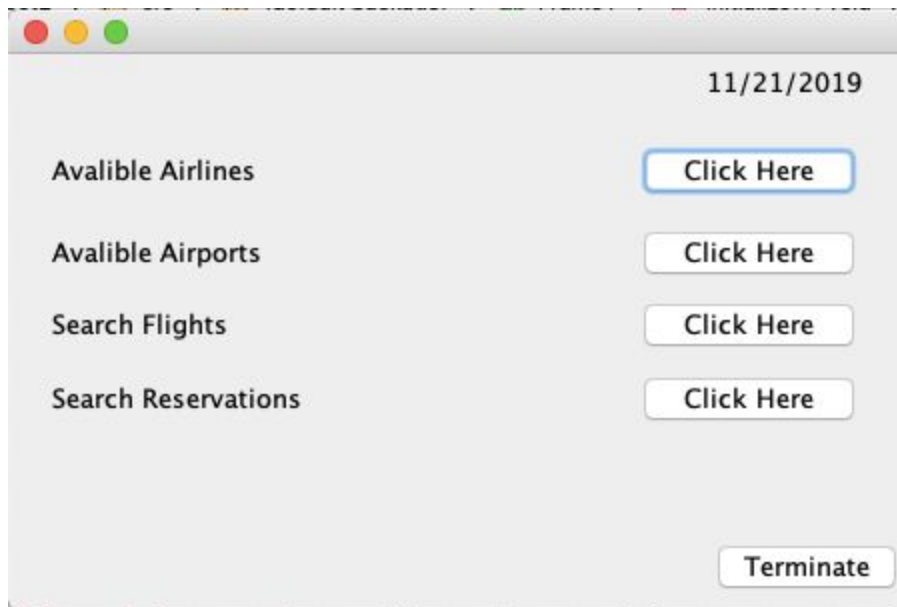 11/21/2019
Avalible Airlines Click Here
Avalible Airports Click Here
Search Flights Click Here
Search Reservations Click Here
Terminate